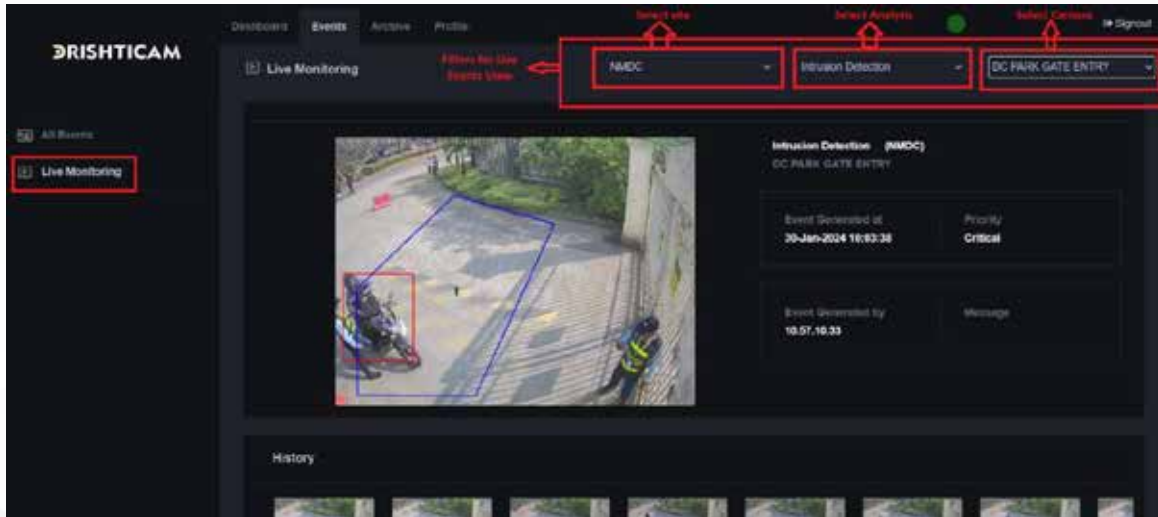 DRISHTICAM
Dashboard Events Archive Profile
Select site
Select Analytic
Select Camera
Signout
Live Monitoring
Filters for Live
Events View
NMDC
Intrusion Detection
DC PARK GATE ENTRY
All Events
Live Monitoring
Intrusion Detection (NMDC)
DC PARK GATE ENTRY
Event Generated at
Priority
30-Jan-2024 10:03:38
Critical
Event Generated by
Message
10.57.10.33
History